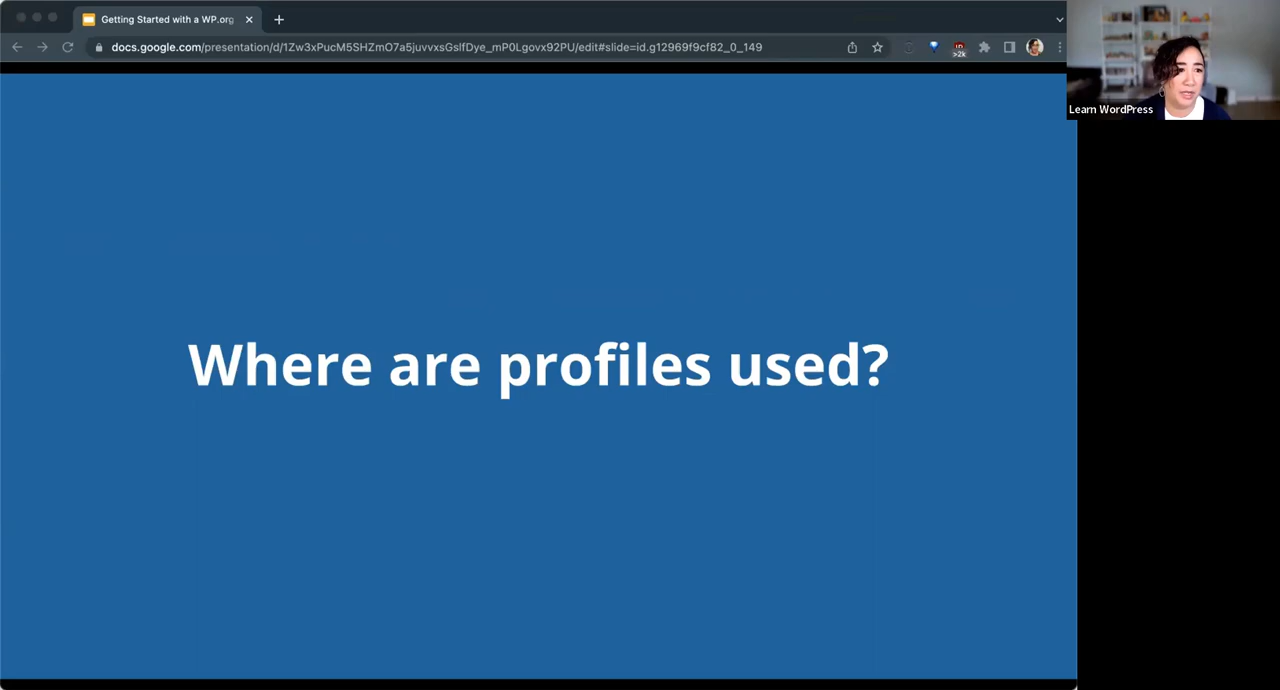 Getting Started with a WP.org
docs.google.com/presentation/d/1Zw3xPucM5SHZmO7a5juvvxsGslfDye_mP0Lgovx92PU/edit#slide=id.g12969f9cf82_0_149
>2k
Learn WordPress
Where are profiles used?